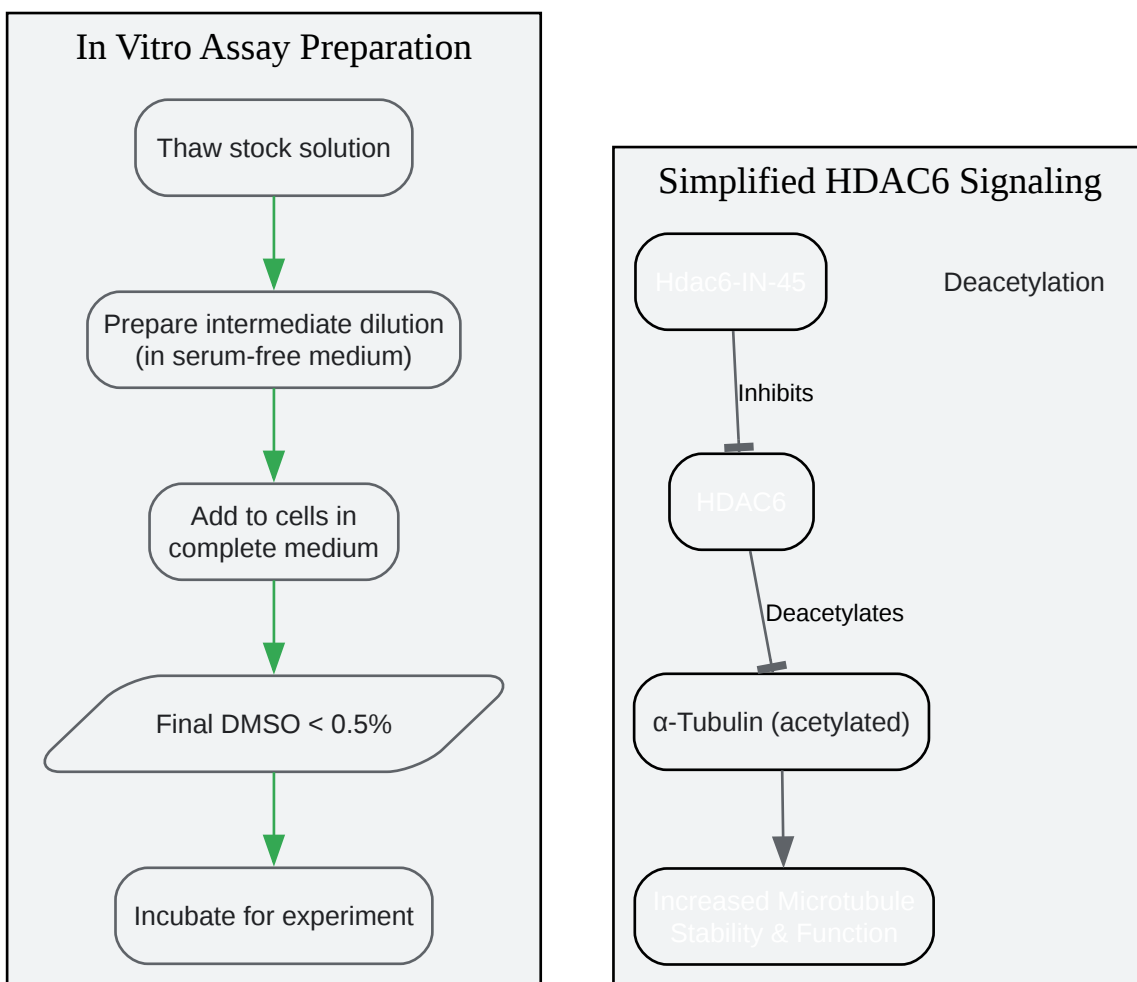 In Vitro Assay Preparation
Thaw stock solution
Prepare intermediate dilution
(in serum-free medium)
Add to cells in
complete medium
Final DMSO < 0.5%
Incubate for experiment
Simplified HDAC6 Signaling
Hdac6-IN-45
Deacetylation
Inhibits
HDAC6
Deacetylates
α-Tubulin (acetylated)
Increased Microtubule
Stability & Function